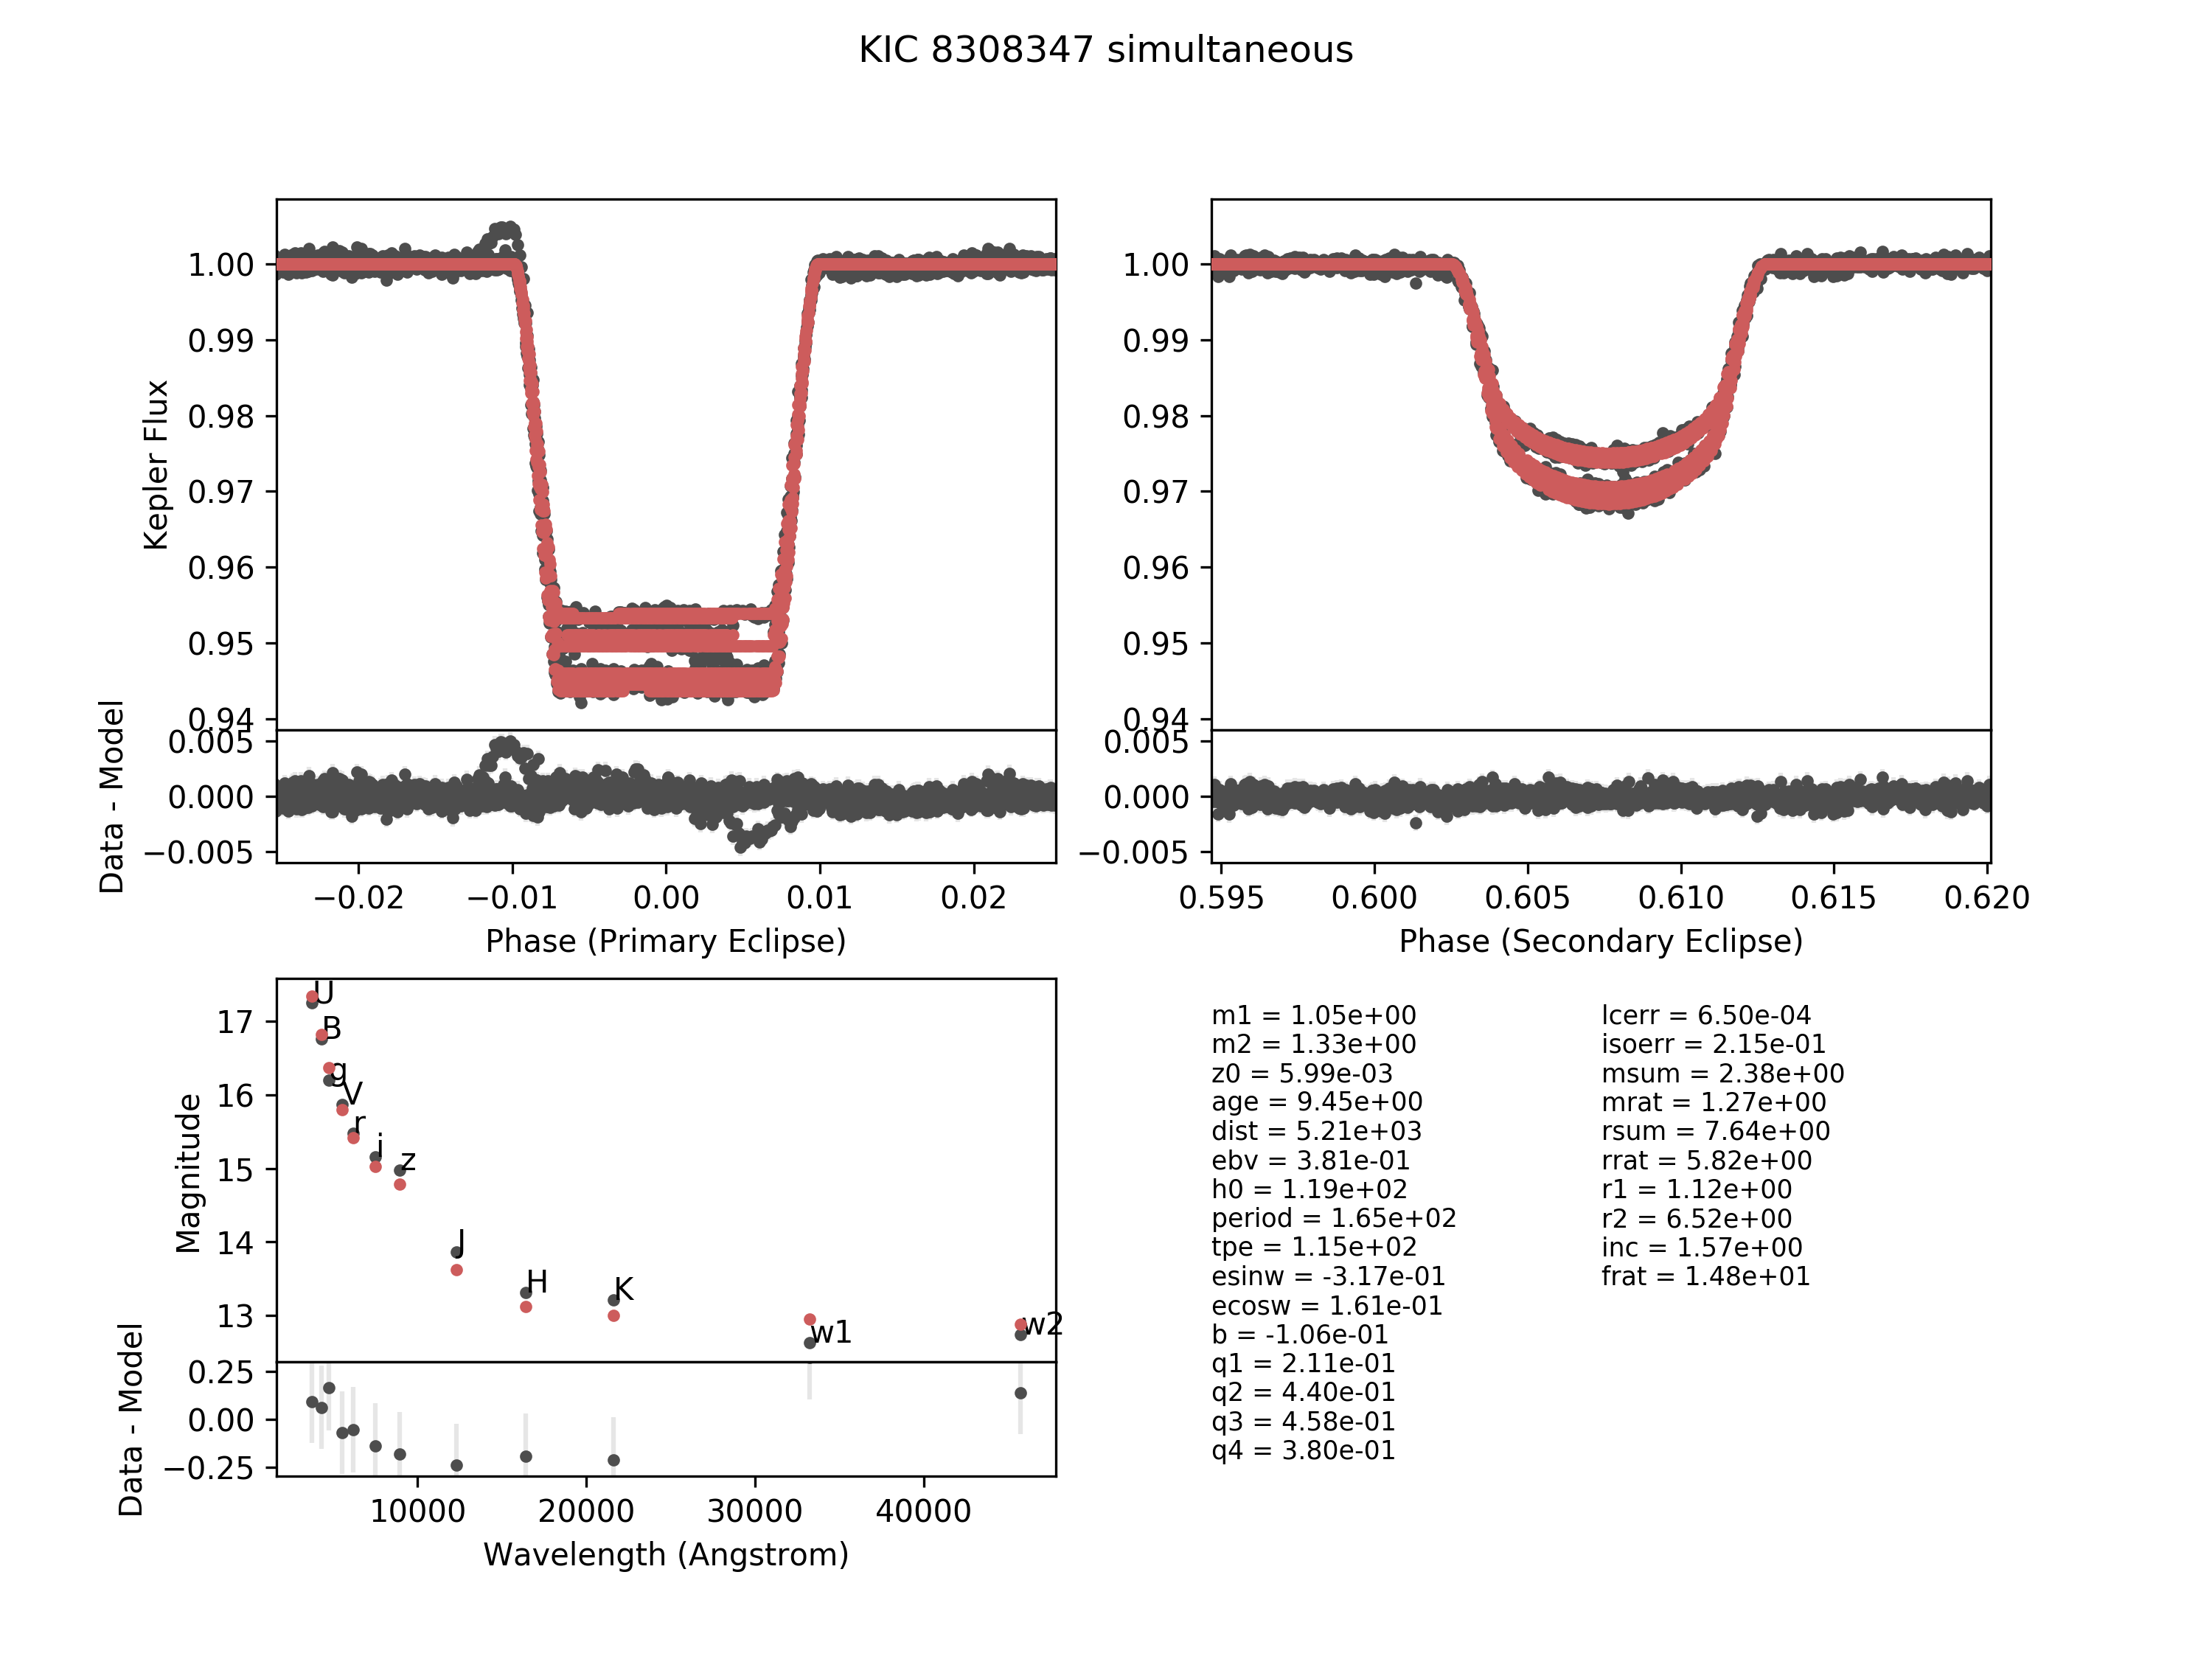 KIC 8308347 simultaneous
Kepler Flux
1.00
0.99
0.98
0.97
0.96
0.95
0.94
Data - Model
0.005
0.000
−0.005
−0.02
−0.01
0.00
0.01
0.02
Phase (Primary Eclipse)
1.00
0.99
0.98
0.97
0.96
0.95
0.94
0.005
0.000
−0.005
0.595
0.600
0.605
0.610
0.615
0.620
Phase (Secondary Eclipse)
Magnitude
17
16
15
14
13
U
B
g
V
r
i
z
J
H
K
w1
w2
Data - Model
0.25
0.00
−0.25
10000
20000
30000
40000
Wavelength (Angstrom)
m1 = 1.05e+00
m2 = 1.33e+00
z0 = 5.99e-03
age = 9.45e+00
dist = 5.21e+03
ebv = 3.81e-01
h0 = 1.19e+02
period = 1.65e+02
tpe = 1.15e+02
esinw = -3.17e-01
ecosw = 1.61e-01
b = -1.06e-01
q1 = 2.11e-01
q2 = 4.40e-01
q3 = 4.58e-01
q4 = 3.80e-01
lcerr = 6.50e-04
isoerr = 2.15e-01
msum = 2.38e+00
mrat = 1.27e+00
rsum = 7.64e+00
rrat = 5.82e+00
r1 = 1.12e+00
r2 = 6.52e+00
inc = 1.57e+00
frat = 1.48e+01